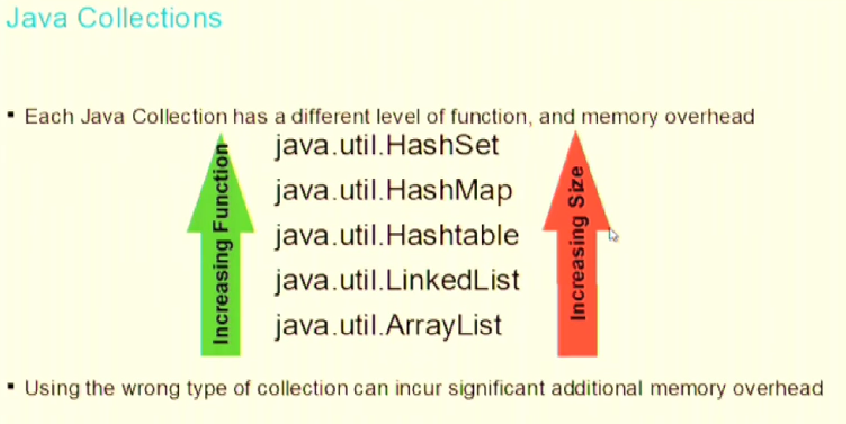 Java Collections
▪ Each Java Collection has a different level of function, and memory overhead
java.util.HashSet
java.util.HashMap
java.util.Hashtable
java.util.LinkedList
java.util.ArrayList
Increasing Function
Increasing Size
▪ Using the wrong type of collection can incur significant additional memory overhead